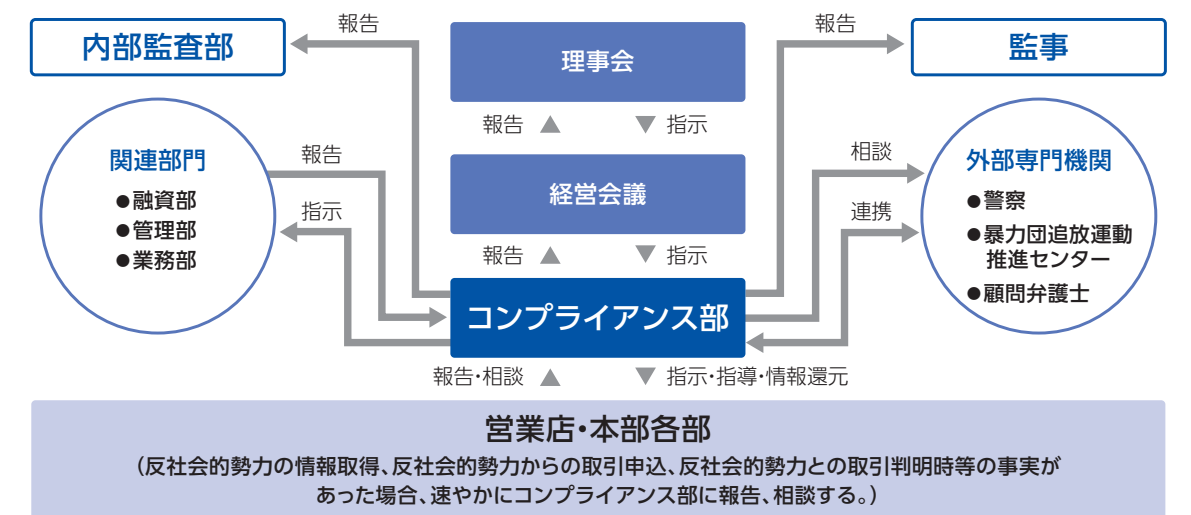 内部監査部
報告
理事会
報告
監事
報告 ▲
▼ 指示
関連部門
●融資部
●管理部
●業務部
報告
指示
経営会議
相談
連携
外部専門機関
●警察
●暴力団追放運動
推進センター
●顧問弁護士
報告 ▲
▼ 指示
コンプライアンス部
報告・相談 ▲
▼ 指示・指導・情報還元
営業店・本部各部
（反社会的勢力の情報取得、反社会的勢力からの取引申込、反社会的勢力との取引判明時等の事実が
あった場合、速やかにコンプライアンス部に報告、相談する。）